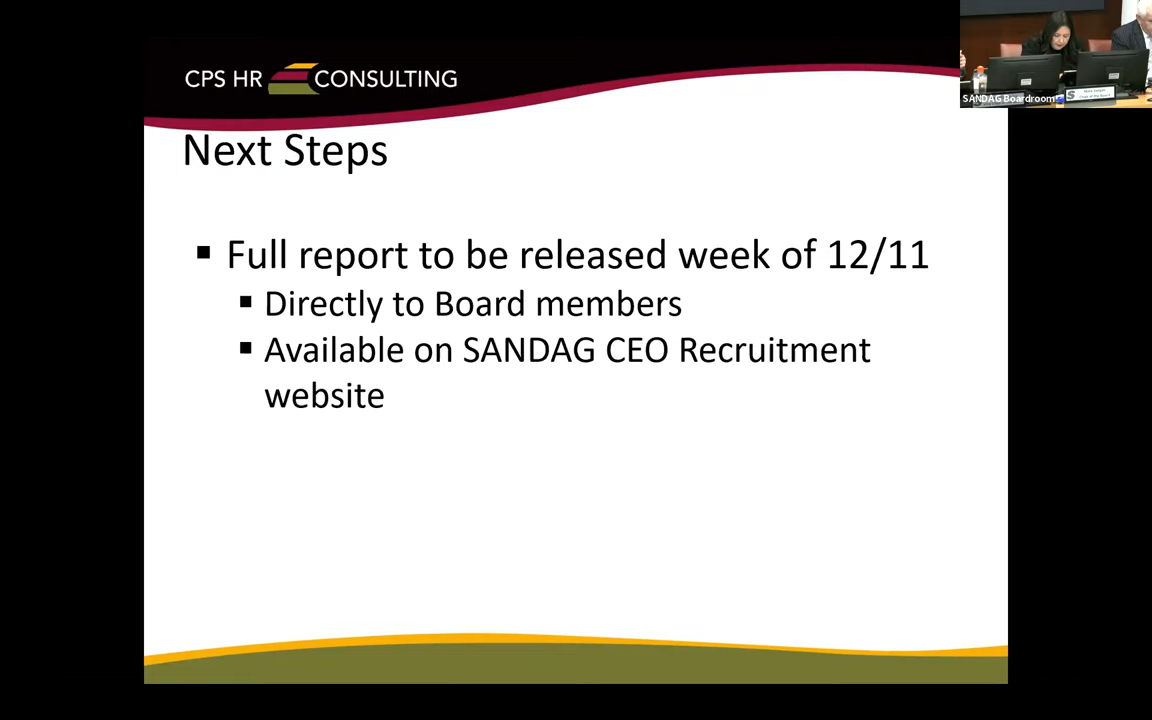 CPS HR CONSULTING
SANDAG Boardroom
Next Steps
▪ Full report to be released week of 12/11
▪ Directly to Board members
▪ Available on SANDAG CEO Recruitment
website